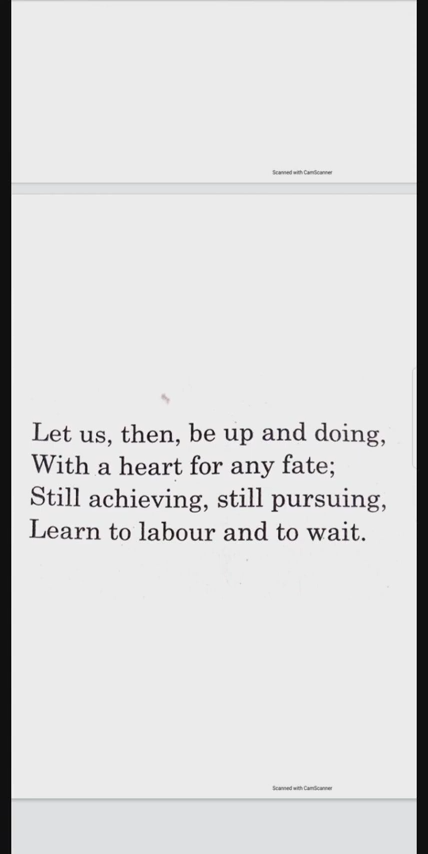 Scanned with CamScanner
Let us, then, be up and doing,
With a heart for any fate;
Still achieving, still pursuing,
Learn to labour and to wait.
Scanned with CamScanner